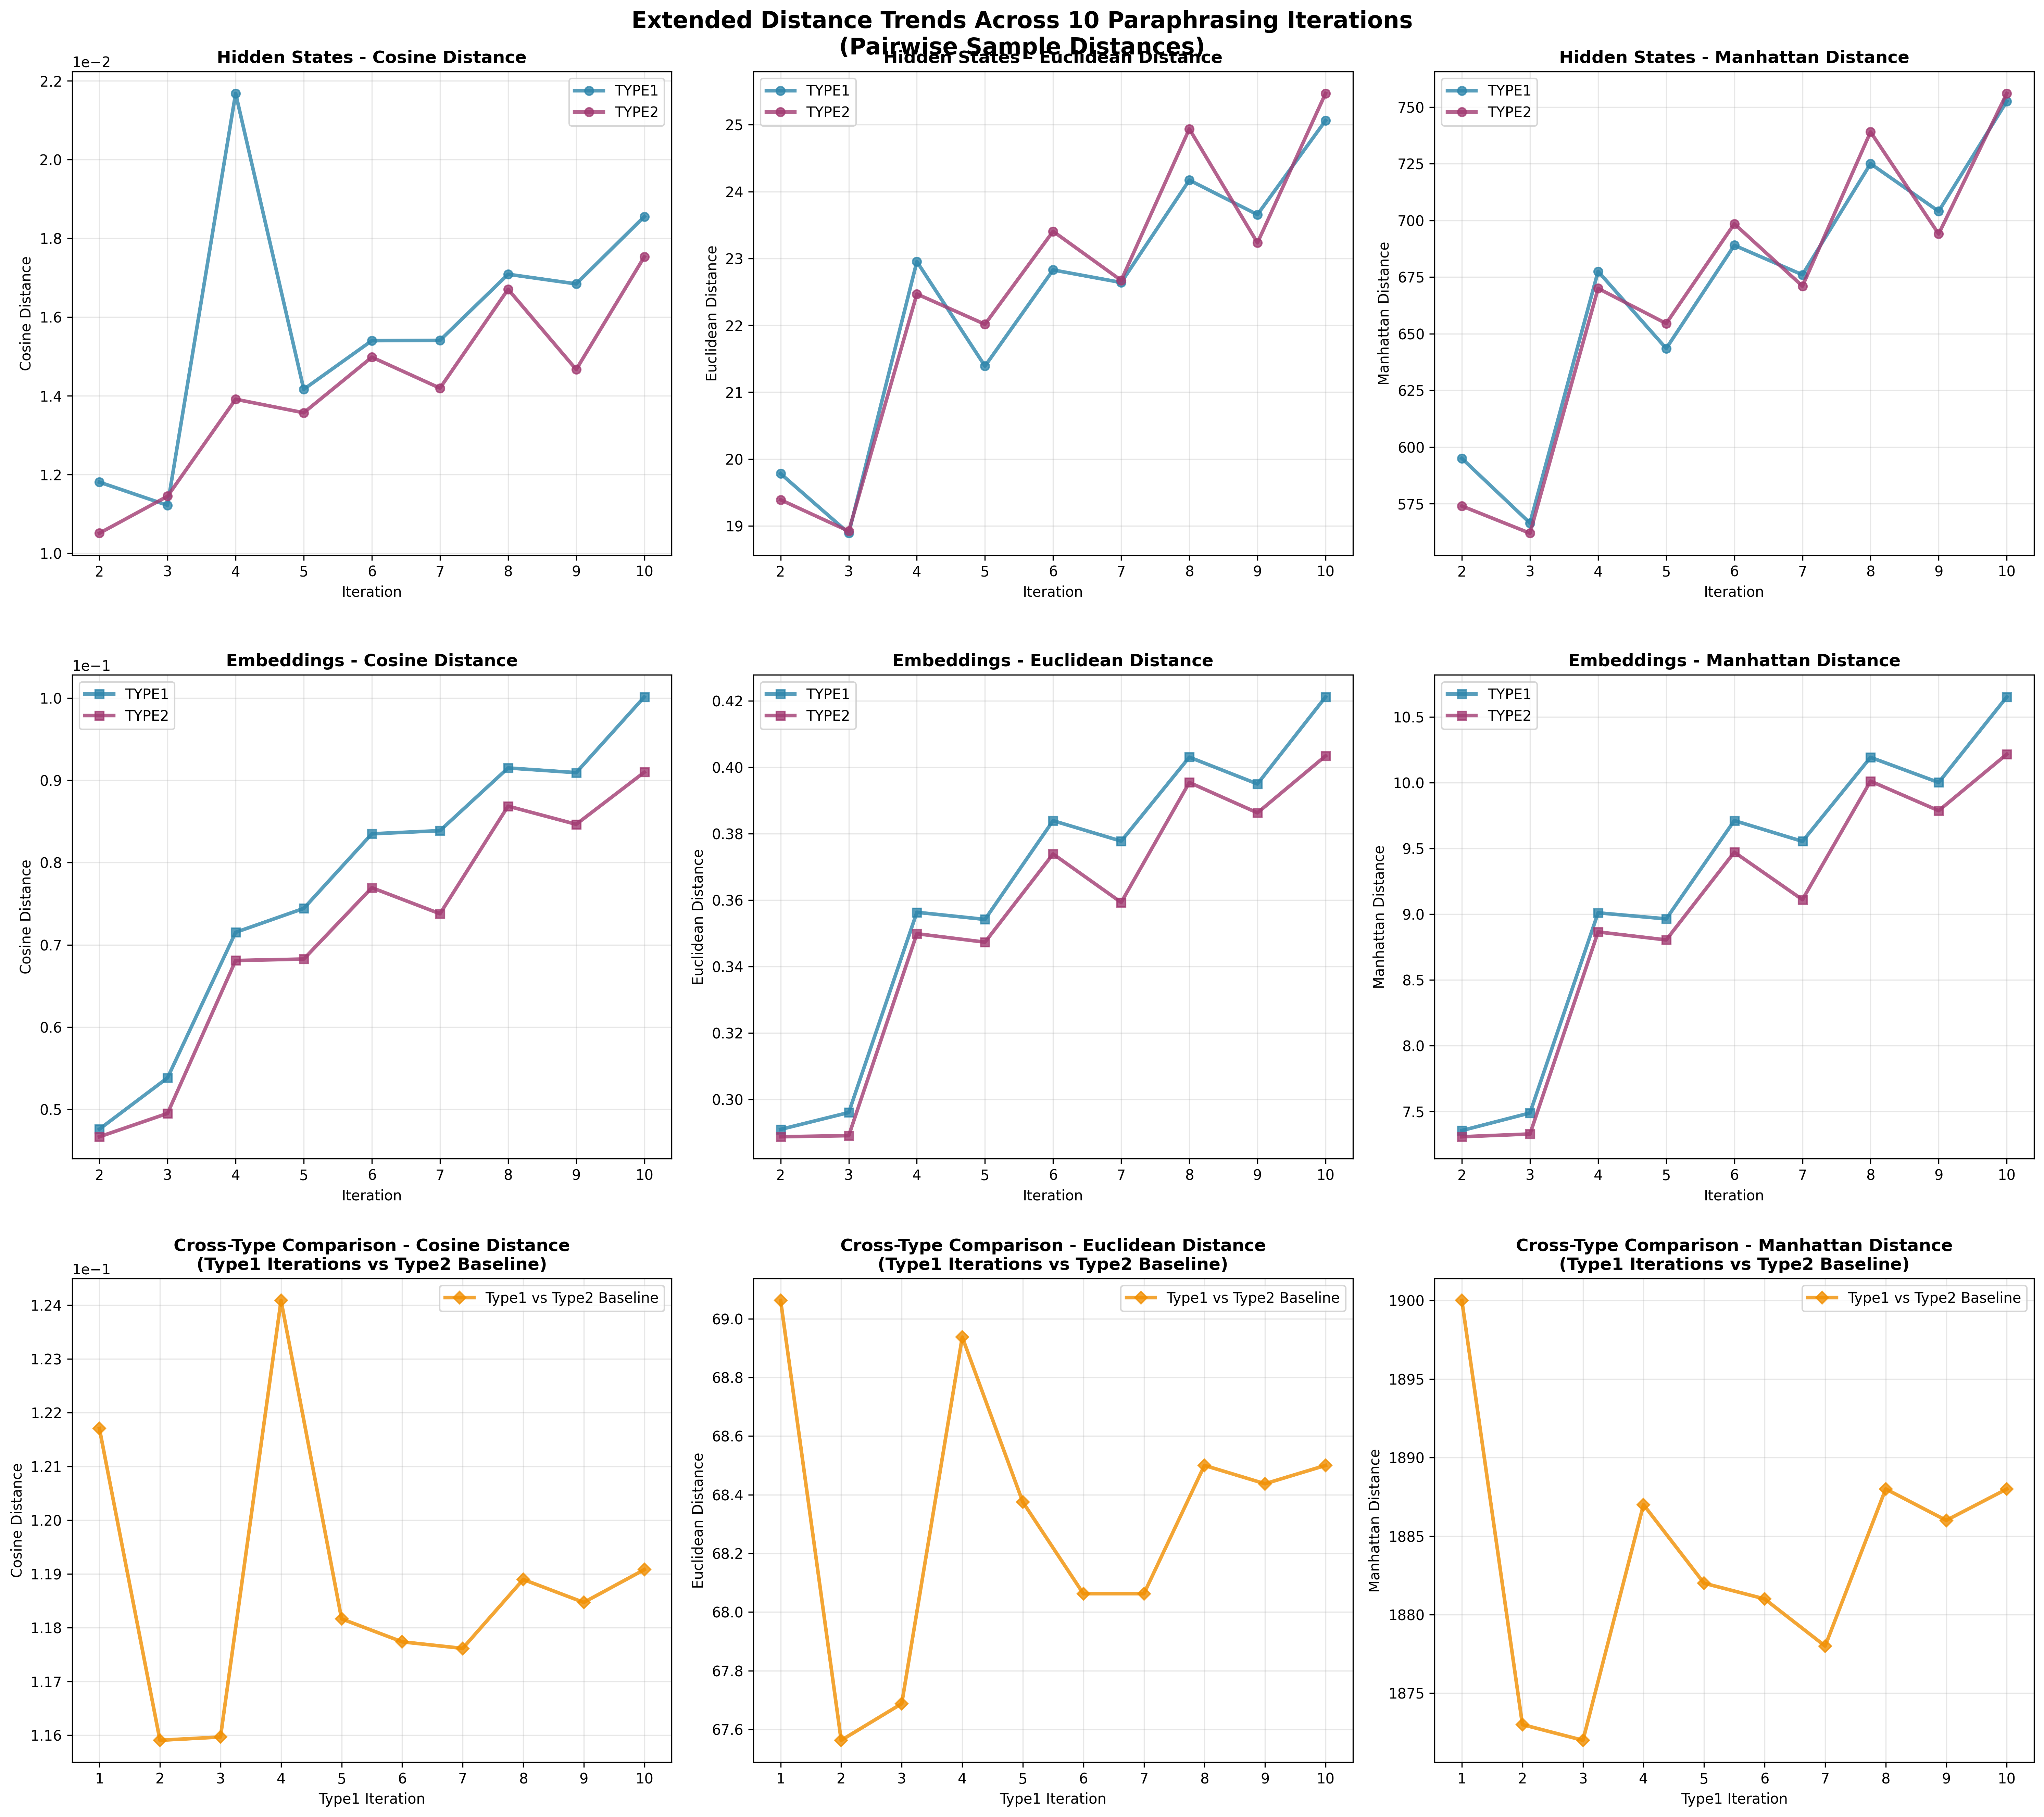 Extended Distance Trends Across 10 Paraphrasing Iterations
(Pairwise Sample Distances)
Hidden States - Cosine Distance
1e−2
2.2
2.0
1.8
1.6
1.4
1.2
1.0
Cosine Distance
TYPE1
TYPE2
2 3 4 5 6 7 8 9 10
Iteration
Hidden States - Euclidean Distance
25
24
23
22
21
20
19
Euclidean Distance
TYPE1
TYPE2
2 3 4 5 6 7 8 9 10
Iteration
Hidden States - Manhattan Distance
750
725
700
675
650
625
600
575
Manhattan Distance
TYPE1
TYPE2
2 3 4 5 6 7 8 9 10
Iteration
Embeddings - Cosine Distance
1e−1
1.0
0.9
0.8
0.7
0.6
0.5
Cosine Distance
TYPE1
TYPE2
2 3 4 5 6 7 8 9 10
Iteration
Embeddings - Euclidean Distance
0.42
0.40
0.38
0.36
0.34
0.32
0.30
Euclidean Distance
TYPE1
TYPE2
2 3 4 5 6 7 8 9 10
Iteration
Embeddings - Manhattan Distance
10.5
10.0
9.5
9.0
8.5
8.0
7.5
Manhattan Distance
TYPE1
TYPE2
2 3 4 5 6 7 8 9 10
Iteration
Cross-Type Comparison - Cosine Distance
(Type1 Iterations vs Type2 Baseline)
1e−1
1.24
1.23
1.22
1.21
1.20
1.19
1.18
1.17
1.16
Cosine Distance
Type1 vs Type2 Baseline
1 2 3 4 5 6 7 8 9 10
Type1 Iteration
Cross-Type Comparison - Euclidean Distance
(Type1 Iterations vs Type2 Baseline)
69.0
68.8
68.6
68.4
68.2
68.0
67.8
67.6
Euclidean Distance
Type1 vs Type2 Baseline
1 2 3 4 5 6 7 8 9 10
Type1 Iteration
Cross-Type Comparison - Manhattan Distance
(Type1 Iterations vs Type2 Baseline)
1900
1895
1890
1885
1880
1875
Manhattan Distance
Type1 vs Type2 Baseline
1 2 3 4 5 6 7 8 9 10
Type1 Iteration